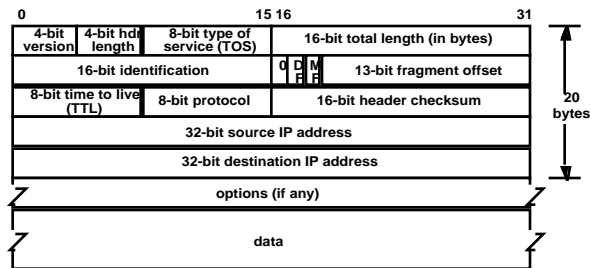 0 15 16 31
4-bit version 4-bit hdr length 8-bit type of service (TOS) 16-bit total length (in bytes)
16-bit identification 0 DF MF 13-bit fragment offset
8-bit time to live (TTL) 8-bit protocol 16-bit header checksum
20 bytes
32-bit source IP address
32-bit destination IP address
options (if any)
data